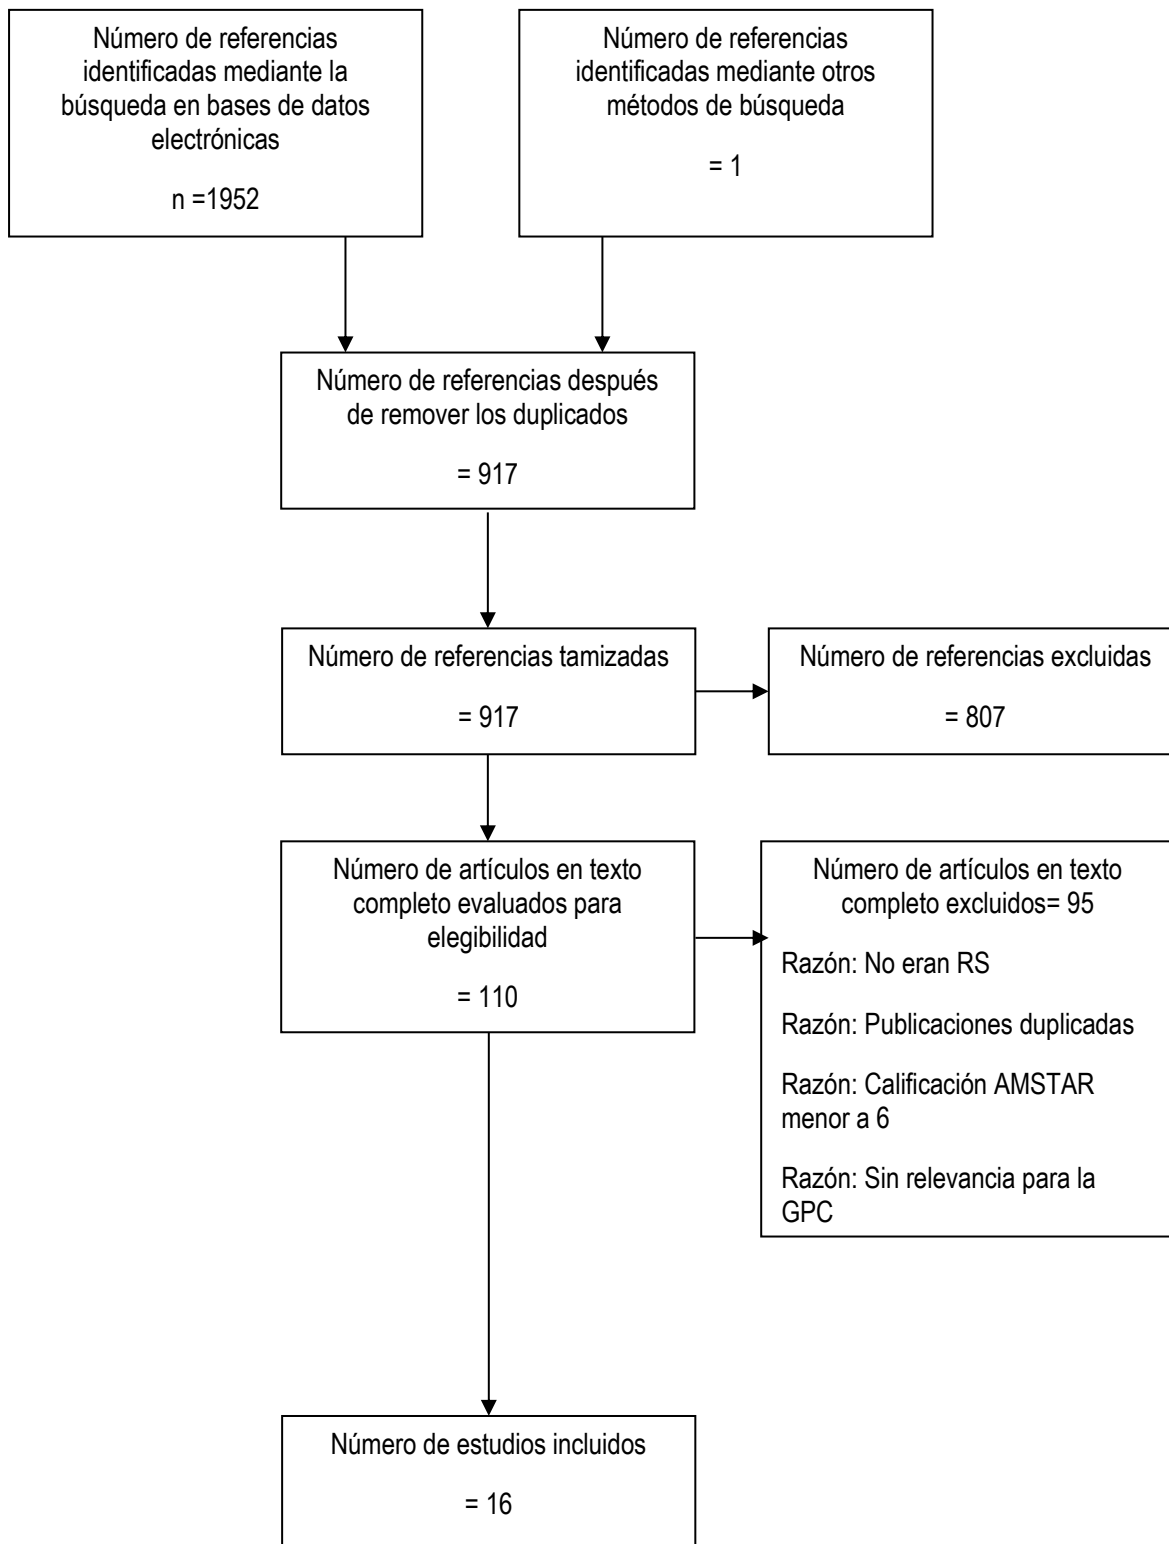 Número de referencias
identificadas mediante la
búsqueda en bases de datos
electrónicas
n =1952
Número de referencias
identificadas mediante otros
métodos de búsqueda
= 1
Número de referencias después
de remover los duplicados
= 917
Número de referencias tamizadas
= 917
Número de referencias excluidas
= 807
Número de artículos en texto
completo evaluados para
elegibilidad
= 110
Número de artículos en texto
completo excluidos= 95
Razón: No eran RS
Razón: Publicaciones duplicadas
Razón: Calificación AMSTAR
menor a 6
Razón: Sin relevancia para la
GPC
Número de estudios incluidos
= 16